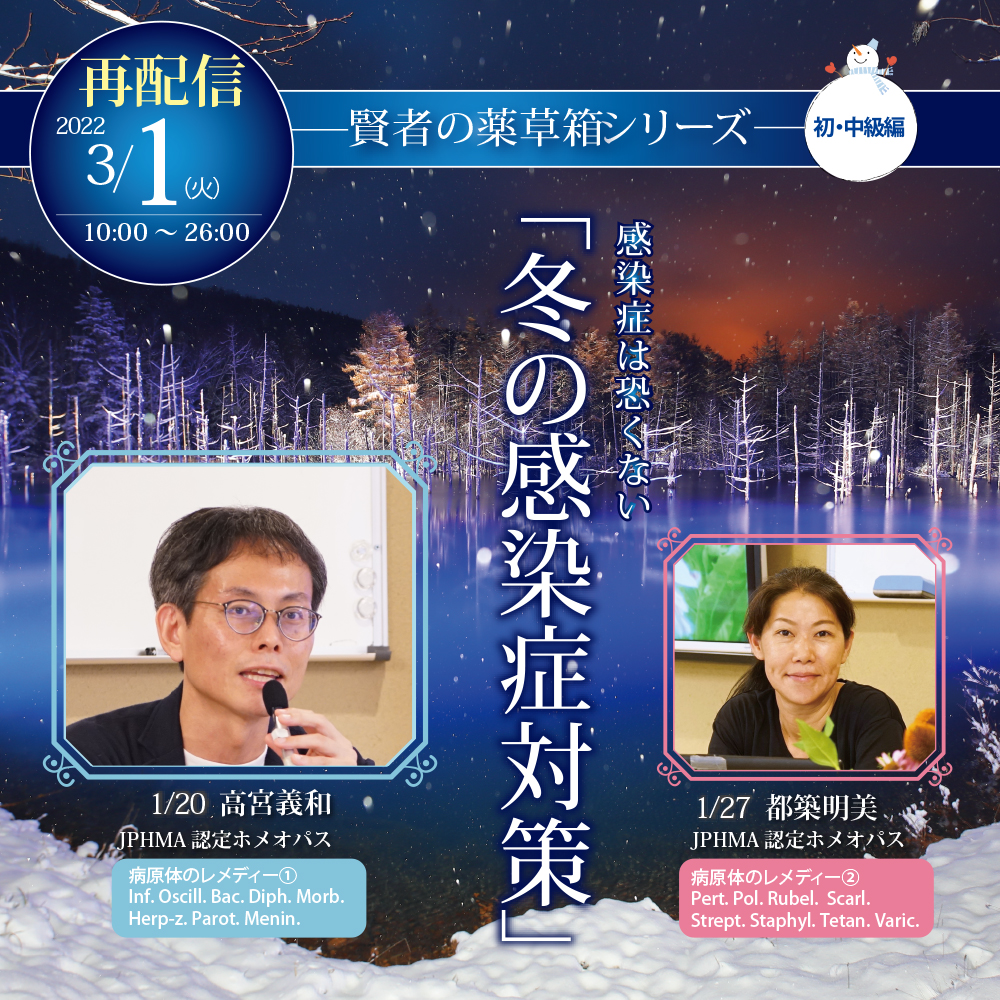 再配信
2022
3/1(火)
10:00 〜 26:00
賢者の薬草箱シリーズ
初・中級編
感染症は恐くない
「冬の感染症対策」
1/20 高宮義和
JPHMA 認定ホメオパス
病原体のレメディー①
Inf. Oscill. Bac. Diph. Morb.
Herp-z. Parot. Menin.
1/27 都築明美
JPHMA 認定ホメオパス
病原体のレメディー②
Pert. Pol. Rubel. Scarl.
Strept. Staphyl. Tetan. Varic.